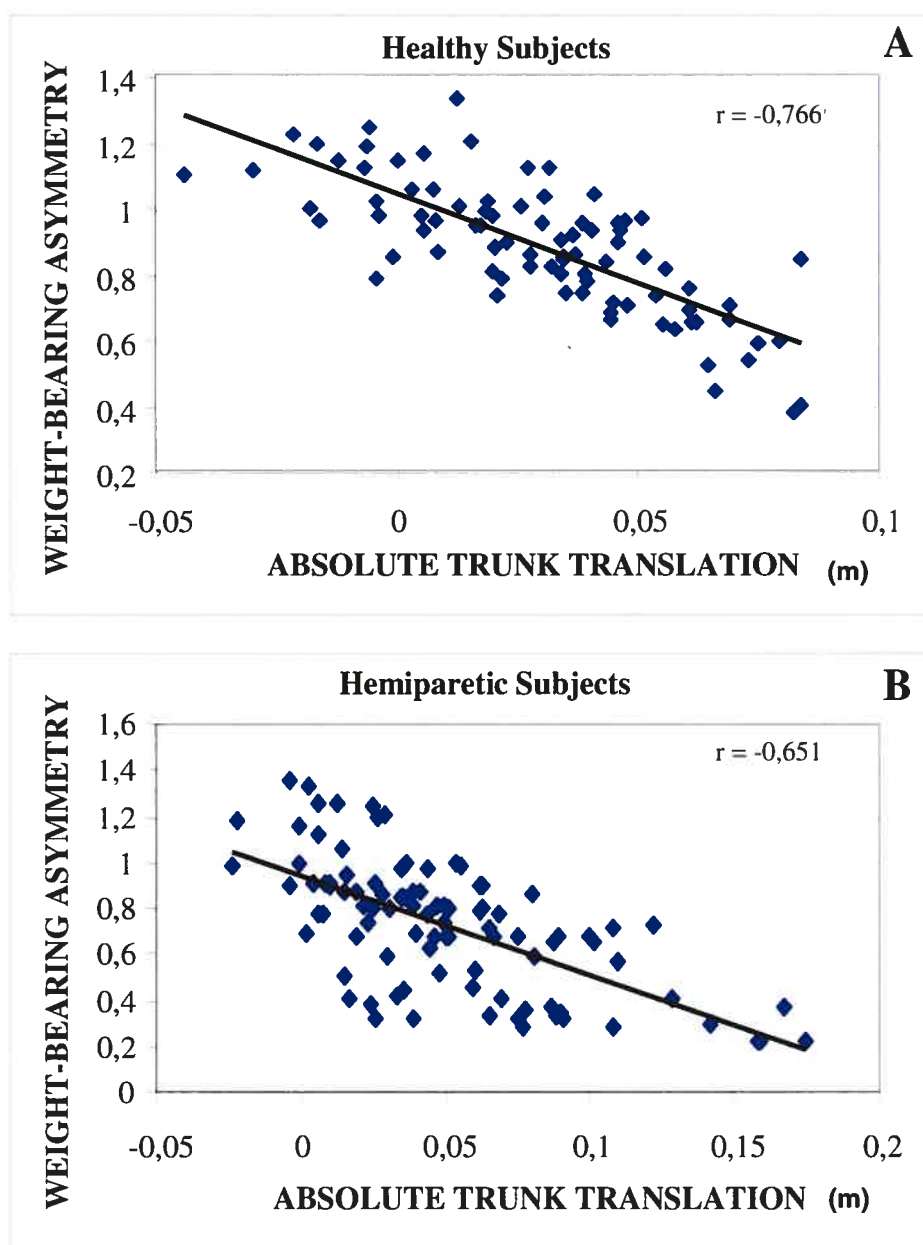 A
Healthy Subjects
r = -0,766
WEIGHT-BEARING ASYMMETRY
1,4
1,2
1
0,8
0,6
0,4
0,2
-0,05 0 0,05 0,1
ABSOLUTE TRUNK TRANSLATION (m)
B
Hemiparetic Subjects
r = -0,651
WEIGHT-BEARING ASYMMETRY
1,6
1,4
1,2
1
0,8
0,6
0,4
0,2
0
-0,05 0 0,05 0,1 0,15 0,2
ABSOLUTE TRUNK TRANSLATION (m)